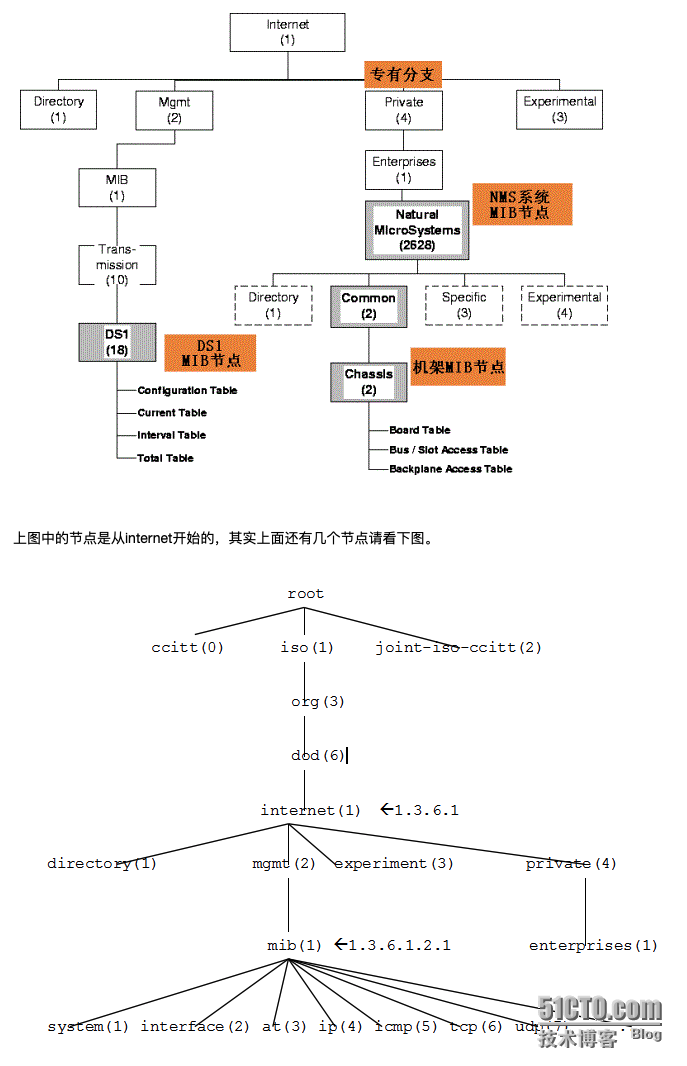 Internet
(1)
专有分支
Directory
(1)
Mgmt
(2)
Private
(4)
Experimental
(3)
MIB
(1)
Enterprises
(1)
NMS系统
MIB节点
Natural
MicroSystems
(2628)
Trans-
mission
(10)
Directory
(1)
Common
(2)
Specific
(3)
Experimental
(4)
DS1
(18)
DS1
MIB节点
Chassis
(2)
机架MIB节点
Configuration Table
Current Table
Interval Table
Total Table
Board Table
Bus / Slot Access Table
Backplane Access Table
上图中的节点是从internet开始的，其实上面还有几个节点请看下图。
root
ccitt(0) iso(1) joint-iso-ccitt(2)
org(3)
dod(6)
internet(1) ←1.3.6.1
directory(1) mgmt(2) experiment(3) private(4)
mib(1) ←1.3.6.1.2.1 enterprises(1)
system(1) interface(2) at(3) ip(4) icmp(5) tcp(6)
51CTO.com
技术博客 Blog